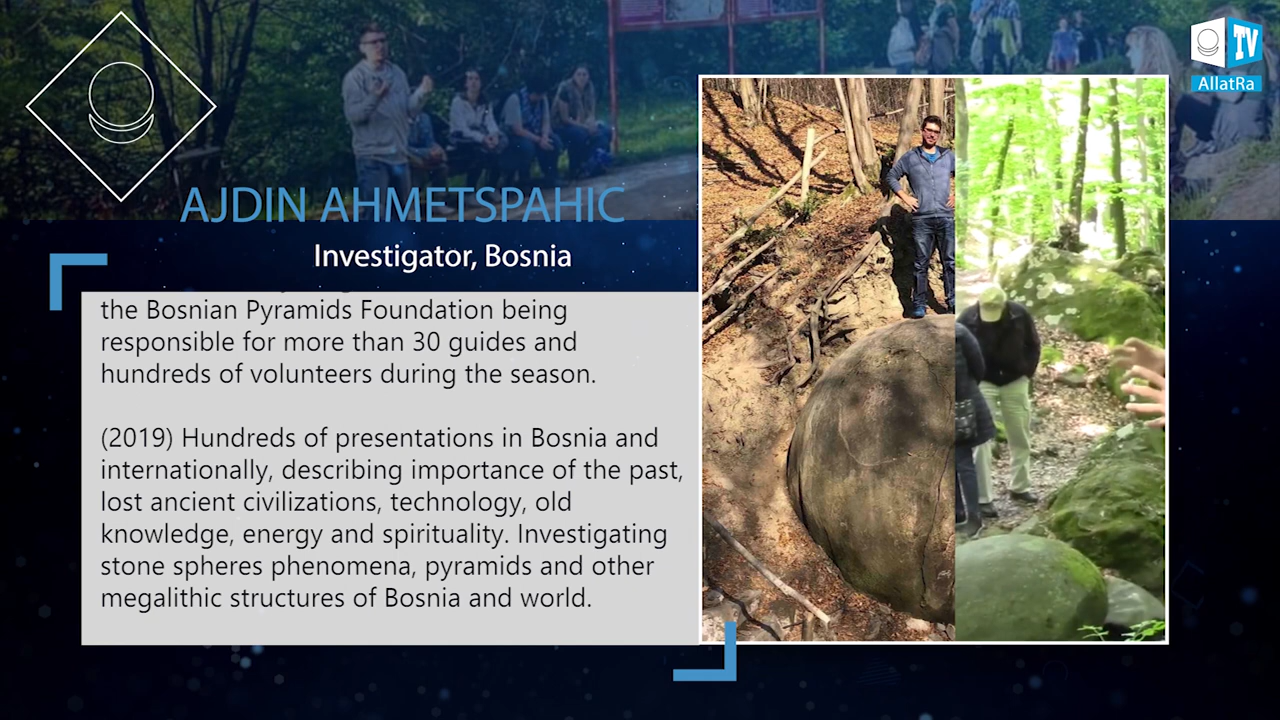 TV
AllatRa
AJDIN AHMETSPAHIC
Investigator, Bosnia
the Bosnian Pyramids Foundation being
responsible for more than 30 guides and
hundreds of volunteers during the season.
(2019) Hundreds of presentations in Bosnia and
internationally, describing importance of the past,
lost ancient civilizations, technology, old
knowledge, energy and spirituality. Investigating
stone spheres phenomena, pyramids and other
megalithic structures of Bosnia and world.